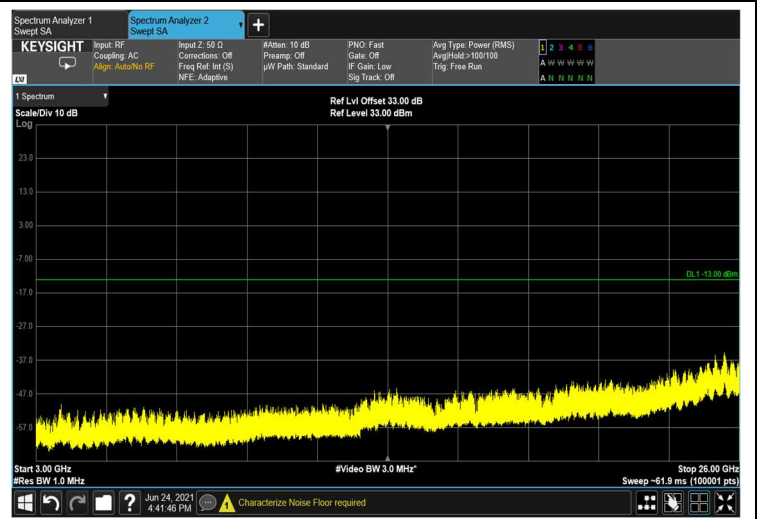 Spectrum Analyzer 1
Swept SA
Spectrum Analyzer 2
Swept SA
+
KEYSIGHT
LXI
Input: RF
Coupling: AC
Align: Auto/No RF
Input Z: 50 Ω
Corrections: Off
Freq Ref: Int (S)
NFE: Adaptive
#Atten: 10 dB
Preamp: Off
µW Path: Standard
PNO: Fast
Gate: Off
IF Gain: Low
Sig Track: Off
Avg Type: Power (RMS)
Avg|Hold:>100/100
Trig: Free Run
1 2 3 4 5 6
A W W W W W
A N N N N N
1 Spectrum
Scale/Div 10 dB
Log
Ref Lvl Offset 33.00 dB
Ref Level 33.00 dBm
23.0
13.0
3.00
-7.00
DL1 -13.00 dBm
-17.0
-27.0
-37.0
-47.0
-57.0
Start 3.00 GHz
#Res BW 1.0 MHz
#Video BW 3.0 MHz*
Stop 26.00 GHz
Sweep ~61.9 ms (100001 pts)
?
Jun 24, 2021
4:41:46 PM
1
Characterize Noise Floor required